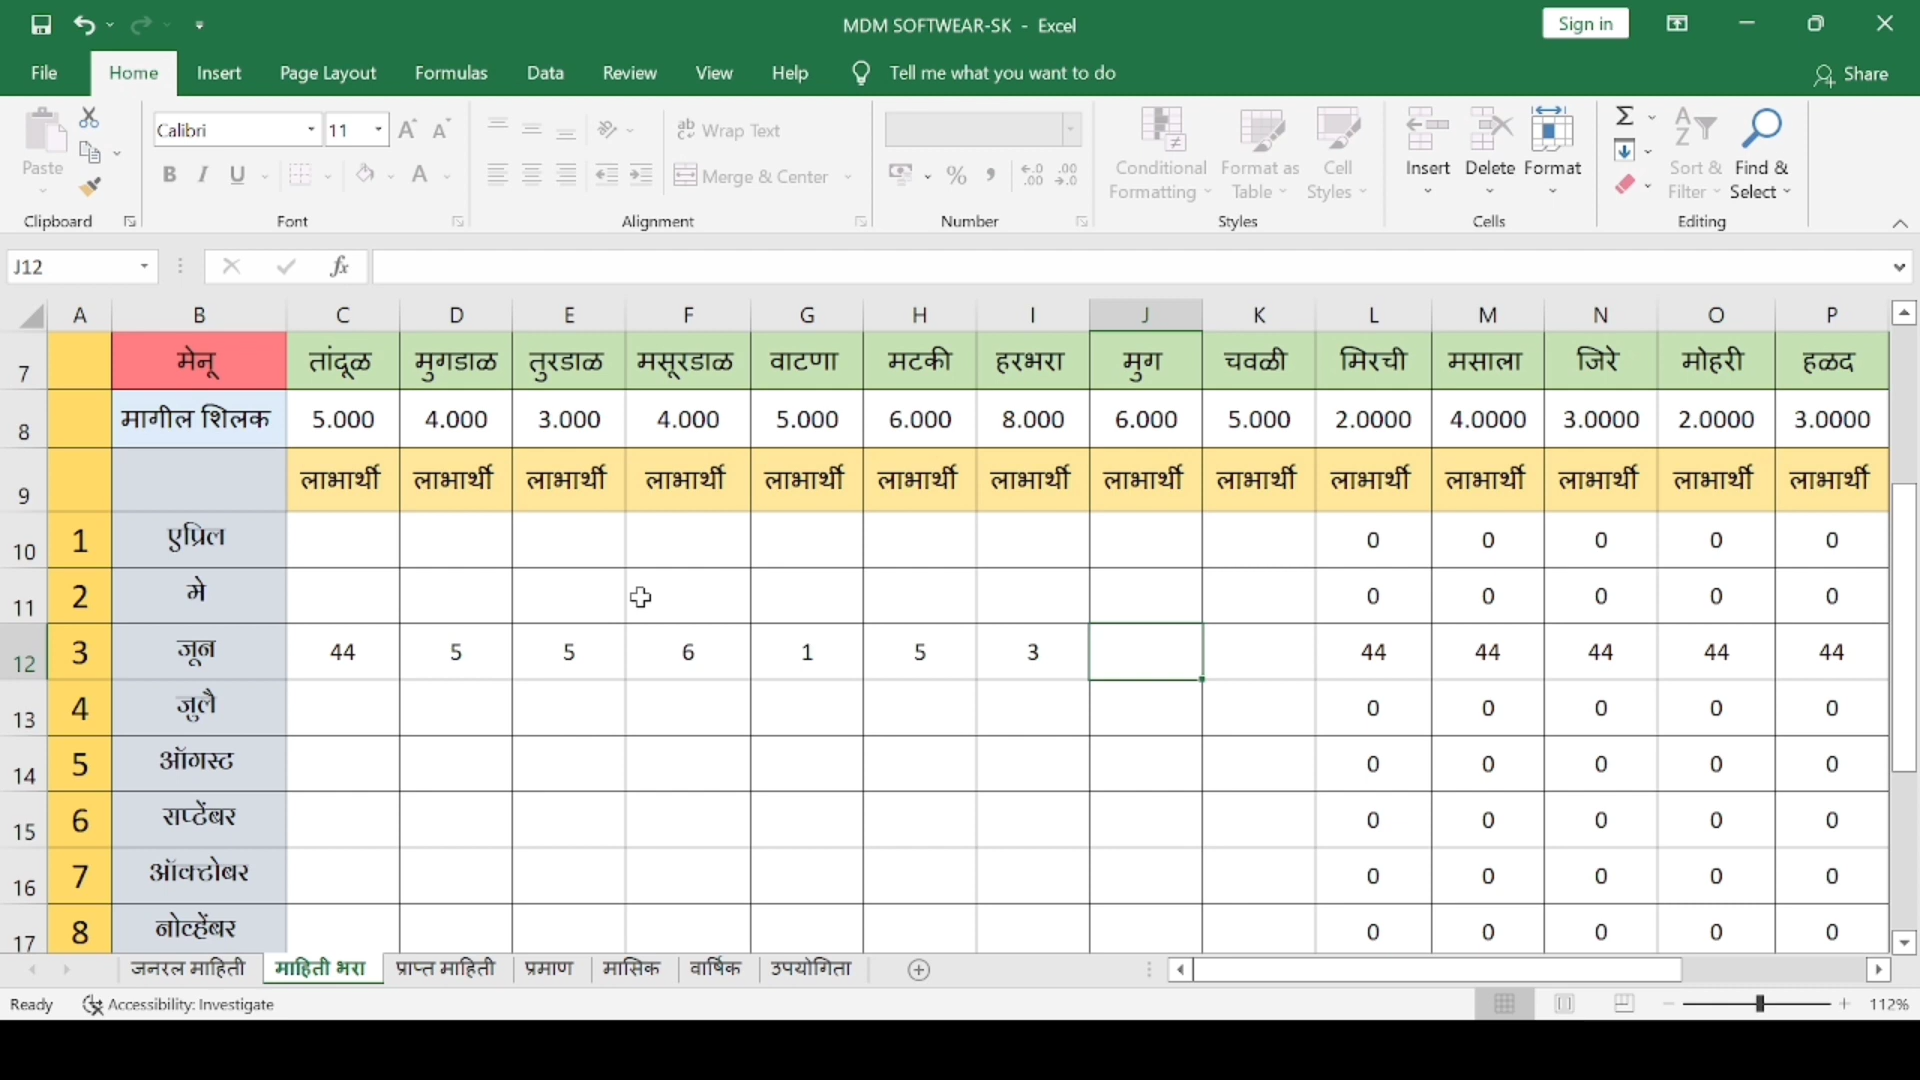 MDM SOFTWEAR-SK - Excel
Sign in
File Home Insert Page Layout Formulas Data Review View Help Tell me what you want to do Share
Calibri 11 Wrap Text
Paste B I U Merge & Center Conditional Formatting Format as Table Cell Styles Insert Delete Format Sort & Filter Find & Select
Clipboard Font Alignment Number Styles Cells Editing
J12 fx
A B C D E F G H I J K L M N O P
7 मेनू तांदूळ मुगडाळ तुरडाळ मसूरडाळ वाटणा मटकी हरभरा मुग चवळी मिरची मसाला जिरे मोहरी हळद
8 मागील शिलक 5.000 4.000 3.000 4.000 5.000 6.000 8.000 6.000 5.000 2.0000 4.0000 3.0000 2.0000 3.0000
9 लाभार्थी लाभार्थी लाभार्थी लाभार्थी लाभार्थी लाभार्थी लाभार्थी लाभार्थी लाभार्थी लाभार्थी लाभार्थी लाभार्थी लाभार्थी लाभार्थी
10 1 एप्रिल 0 0 0 0 0
11 2 मे 0 0 0 0 0
12 3 जून 44 5 5 6 1 5 3 44 44 44 44 44
13 4 जुलै 0 0 0 0 0
14 5 ऑगस्ट 0 0 0 0 0
15 6 सप्टेंबर 0 0 0 0 0
16 7 ऑक्टोबर 0 0 0 0 0
17 8 नोव्हेंबर 0 0 0 0 0
जनरल माहिती माहिती भरा प्राप्त माहिती प्रमाण मासिक वार्षिक उपयोगिता
Ready Accessibility: Investigate 112%